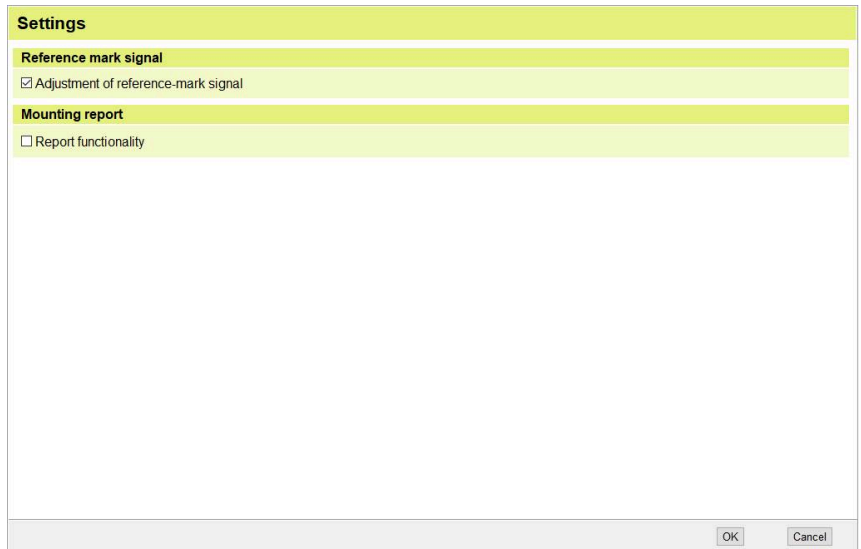 Settings
Reference mark signal
Adjustment of reference-mark signal
Mounting report
Report functionality
OK Cancel